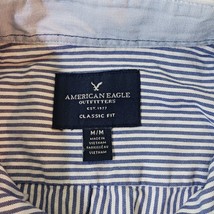 AMERICAN EAGLE
OUTFITTERS
EST. 1977
CLASSIC FIT
M/M
MADE IN
VIETNAM
FABRIQUÉ AU
VIETNAM